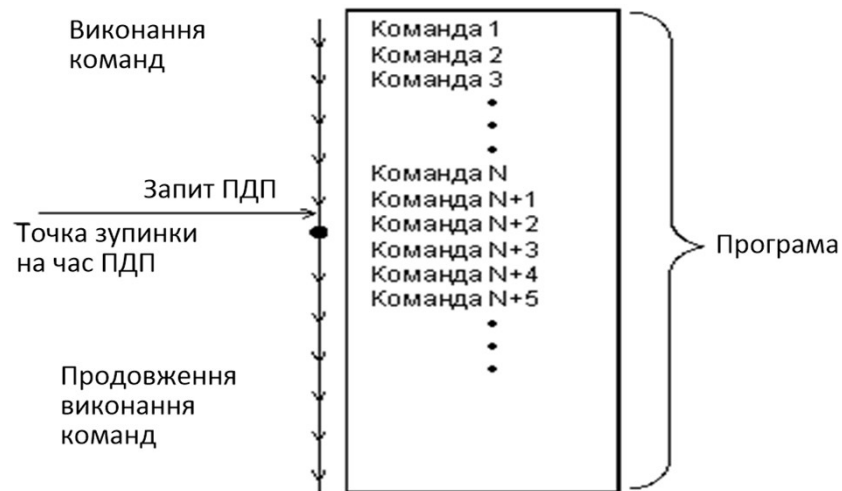 Виконання
команд
Команда 1
Команда 2
Команда 3
Запит ПДП
Команда N
Команда N+1
Точка зупинки
на час ПДП
Команда N+2
Команда N+3
Команда N+4
Команда N+5
Програма
Продовження
виконання
команд